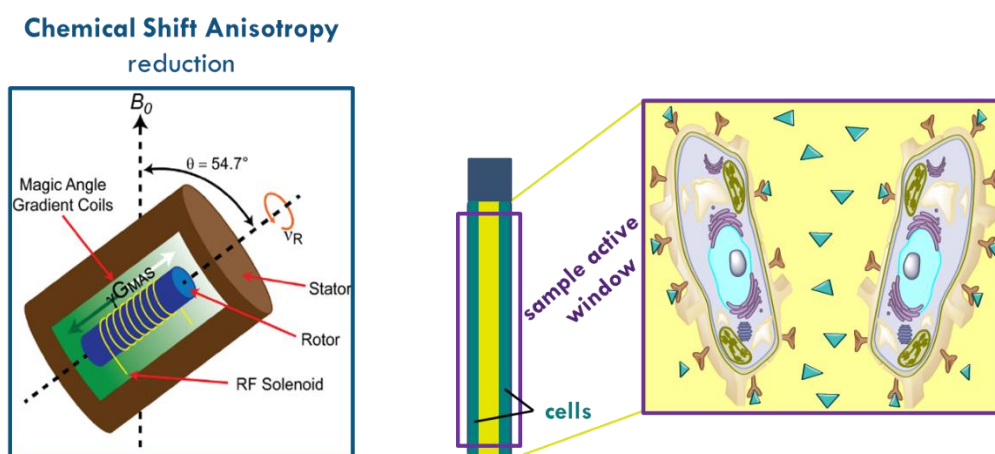 Chemical Shift Anisotropy
reduction
B0
θ = 54.7°
Magic Angle
Gradient Coils
νR
γGMAS
Stator
Rotor
RF Solenoid
sample active
window
cells